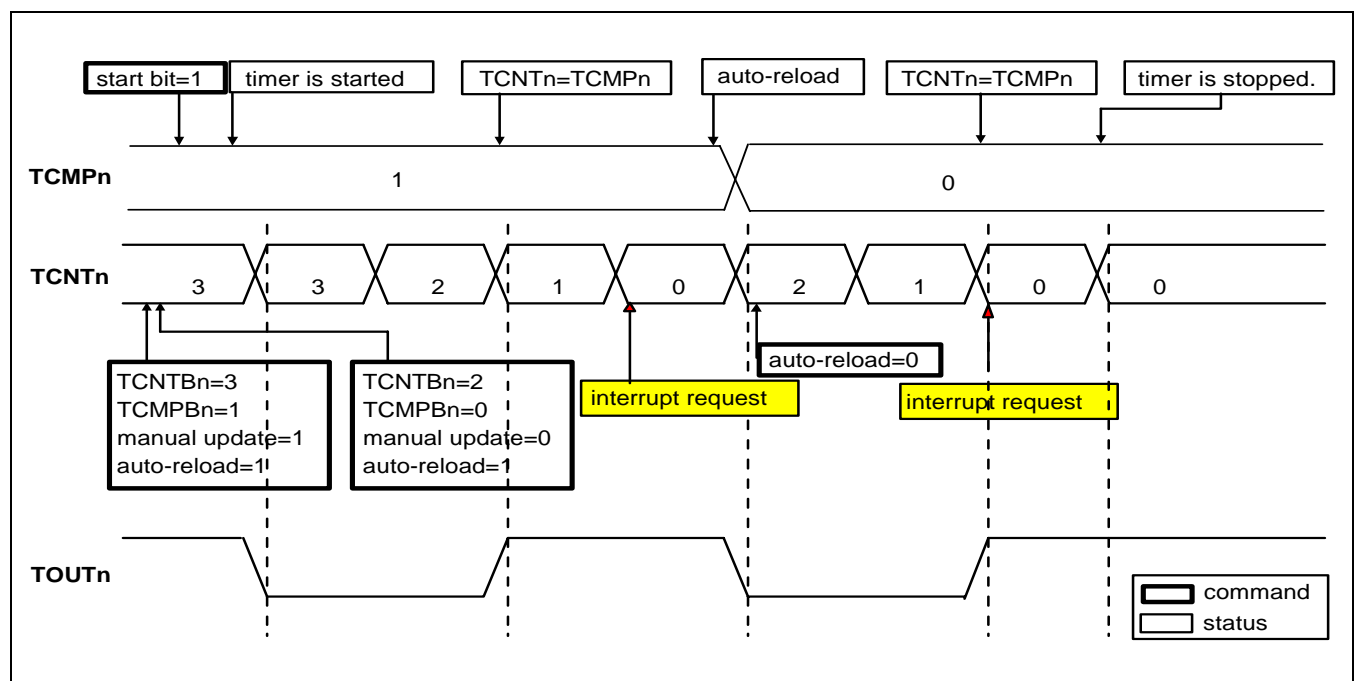 start bit=1
timer is started
TCNTn=TCMPn
auto-reload
TCNTn=TCMPn
timer is stopped.
TCMPn
1
0
TCNTn
3
3
2
1
0
2
1
0
0
TCNTBn=3
TCMPBn=1
manual update=1
auto-reload=1
TCNTBn=2
TCMPBn=0
manual update=0
auto-reload=1
interrupt request
auto-reload=0
interrupt request
TOUTn
command
status